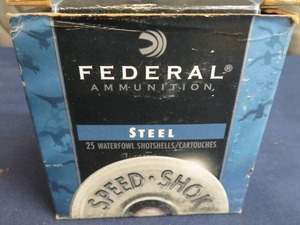 FEDERAL®
AMMUNITION
STEEL
25 WATERFOWL SHOTSHELLS/CARTOUCHES
SPEED·SHOK